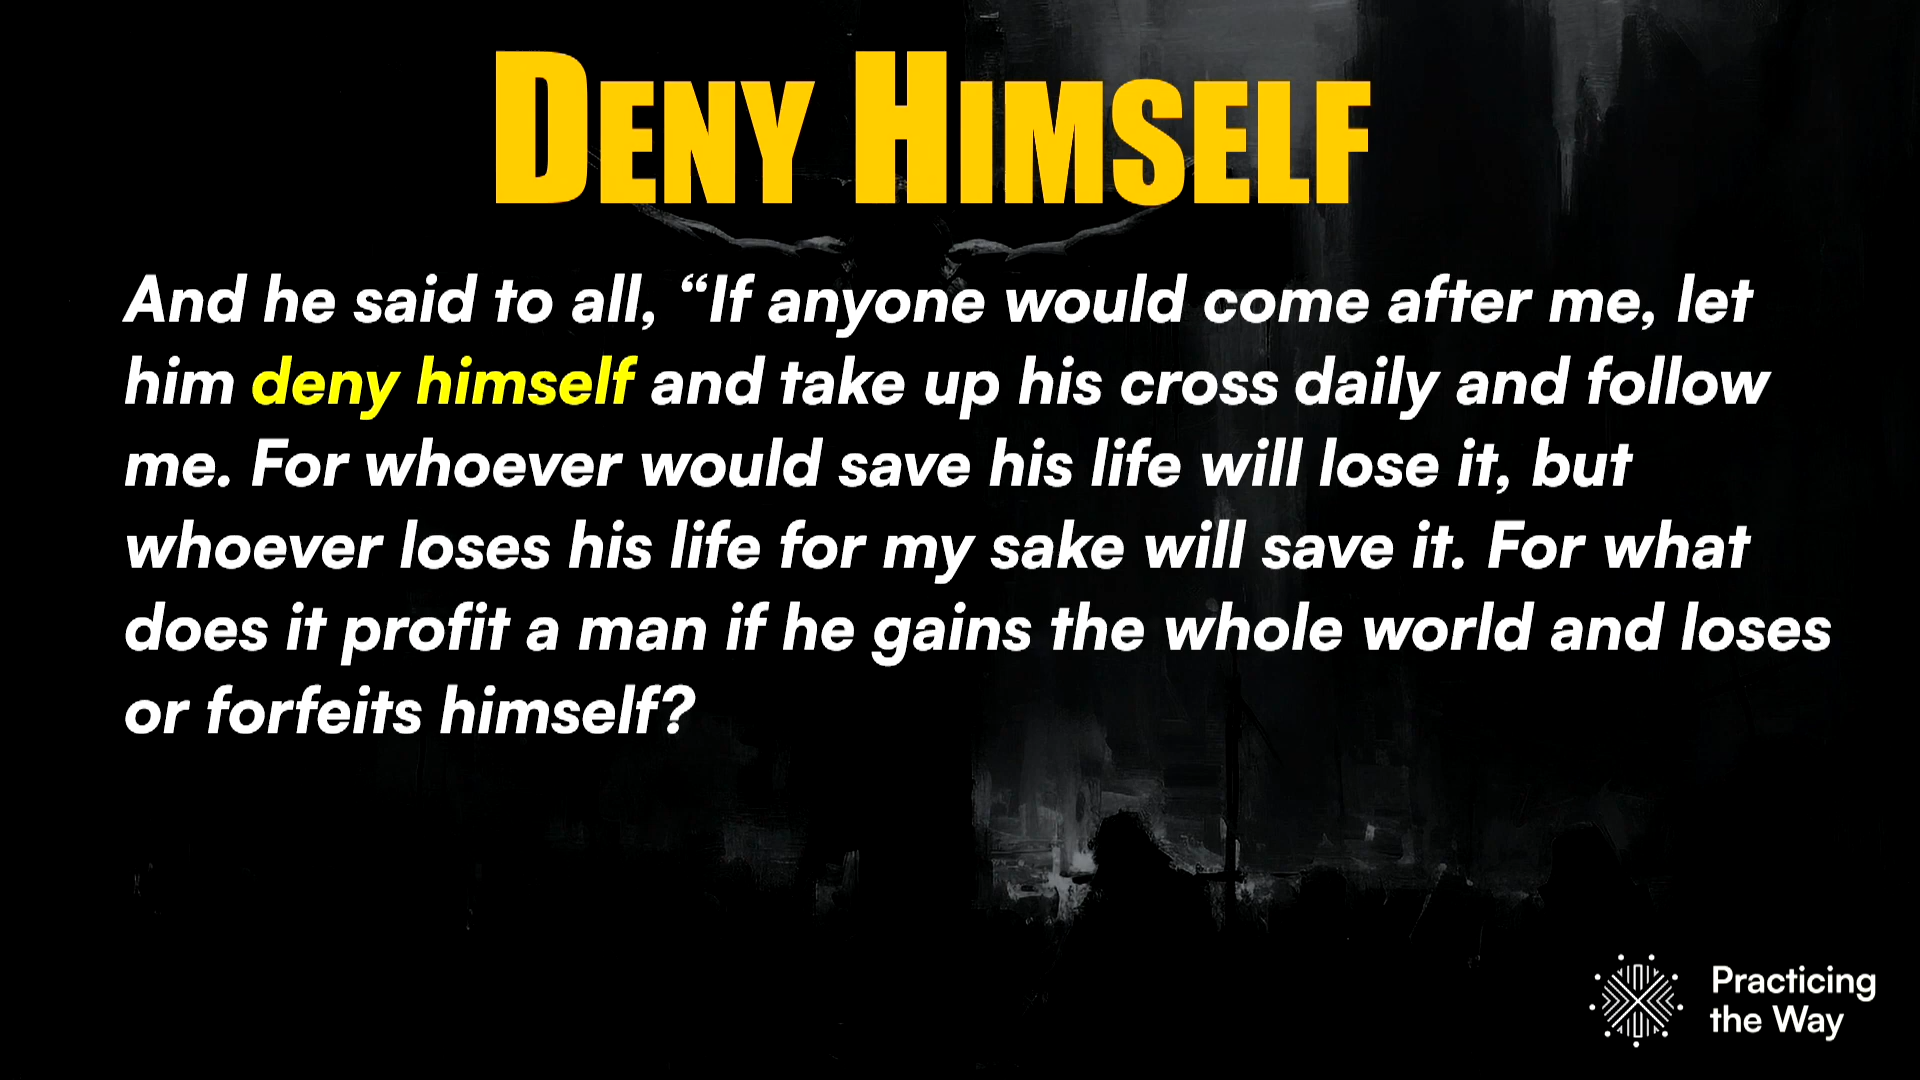 DENY HIMSELF
And he said to all, “If anyone would come after me, let
him deny himself and take up his cross daily and follow
me. For whoever would save his life will lose it, but
whoever loses his life for my sake will save it. For what
does it profit a man if he gains the whole world and loses
or forfeits himself?
Practicing
the Way